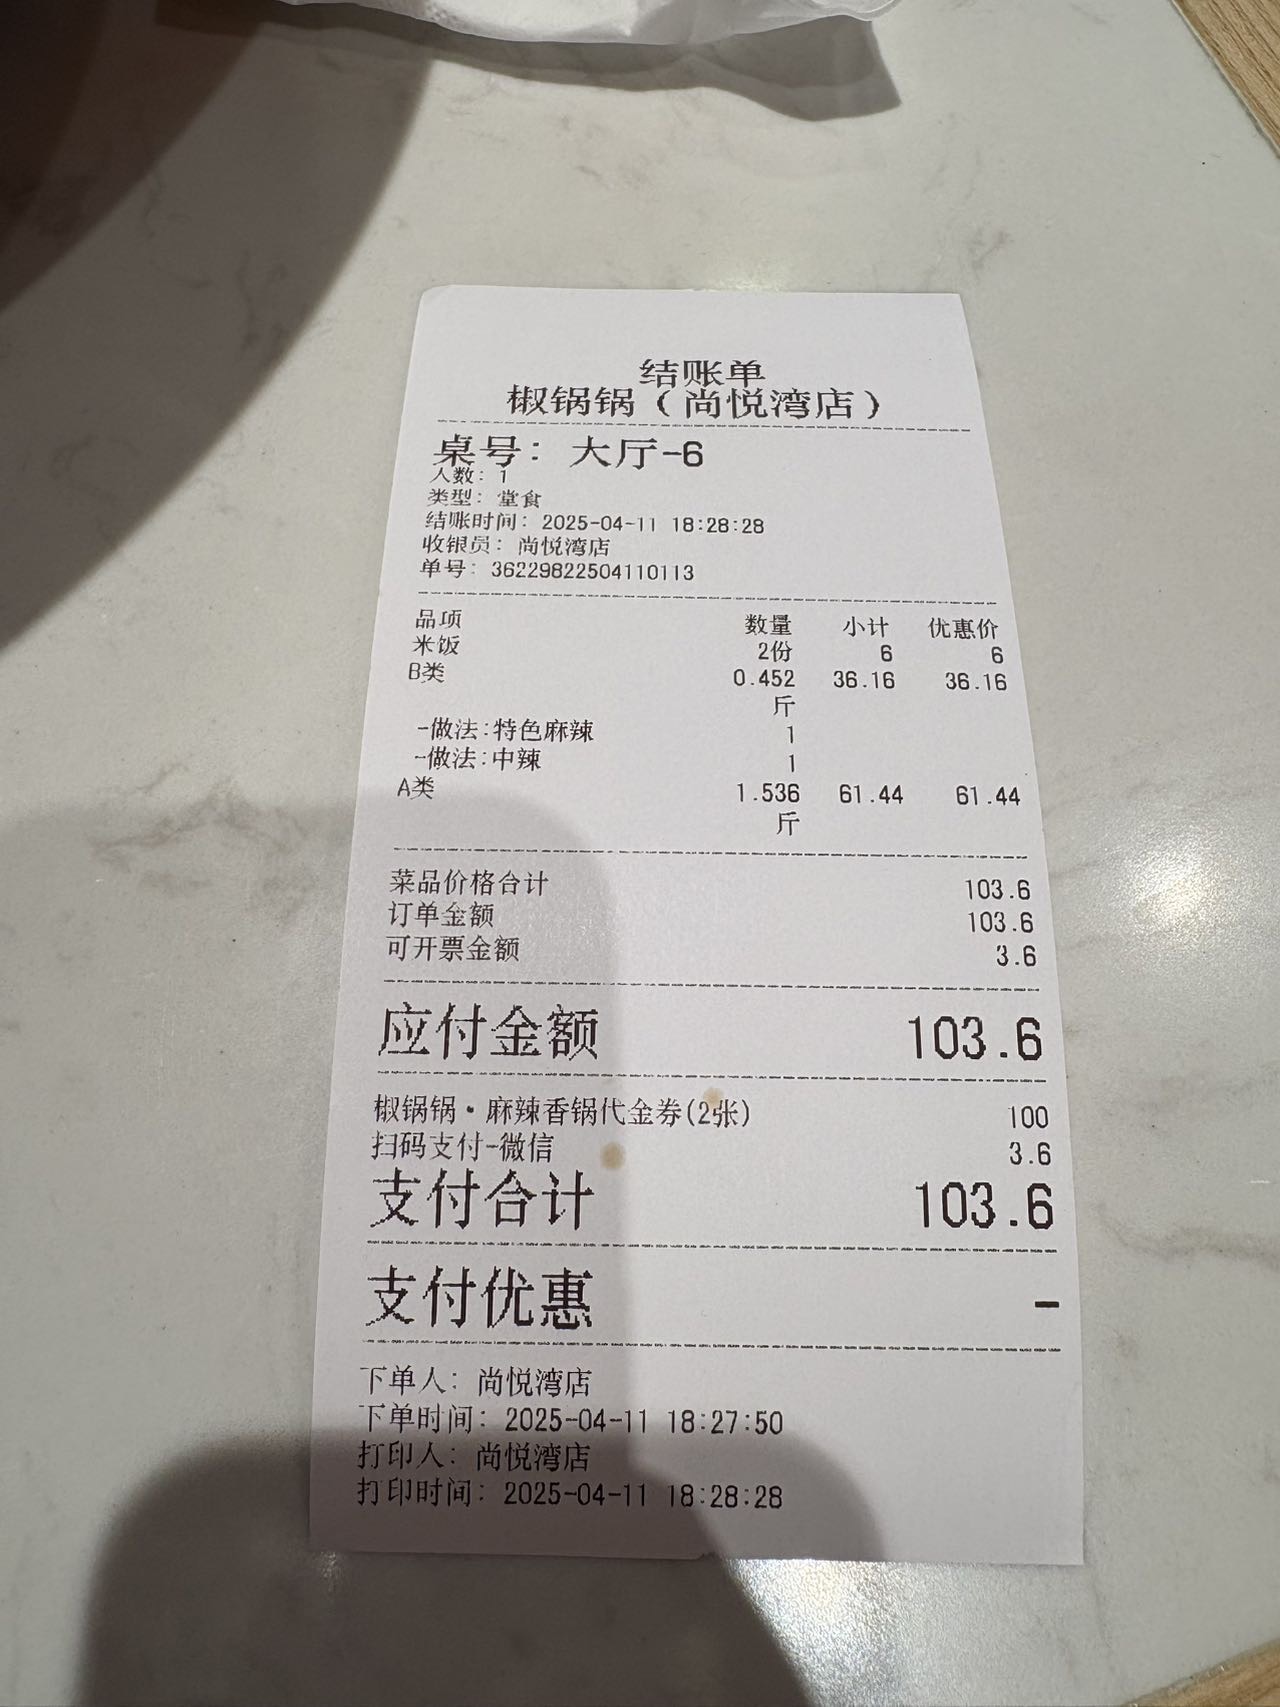 结账单
椒锅锅（尚悦湾店）
桌号：大厅-6
人数：1
类型：堂食
结账时间：2025-04-11 18:28:28
收银员：尚悦湾店
单号：36229822504110113
品项 数量 小计 优惠价
米饭 2份 6 6
B类 0.452 36.16 36.16
斤
-做法:特色麻辣 1
-做法:中辣 1
A类 1.536 61.44 61.44
斤
菜品价格合计 103.6
订单金额 103.6
可开票金额 3.6
应付金额 103.6
椒锅锅·麻辣香锅代金券(2张) 100
扫码支付-微信 3.6
支付合计 103.6
支付优惠 -
下单人：尚悦湾店
下单时间：2025-04-11 18:27:50
打印人：尚悦湾店
打印时间：2025-04-11 18:28:28